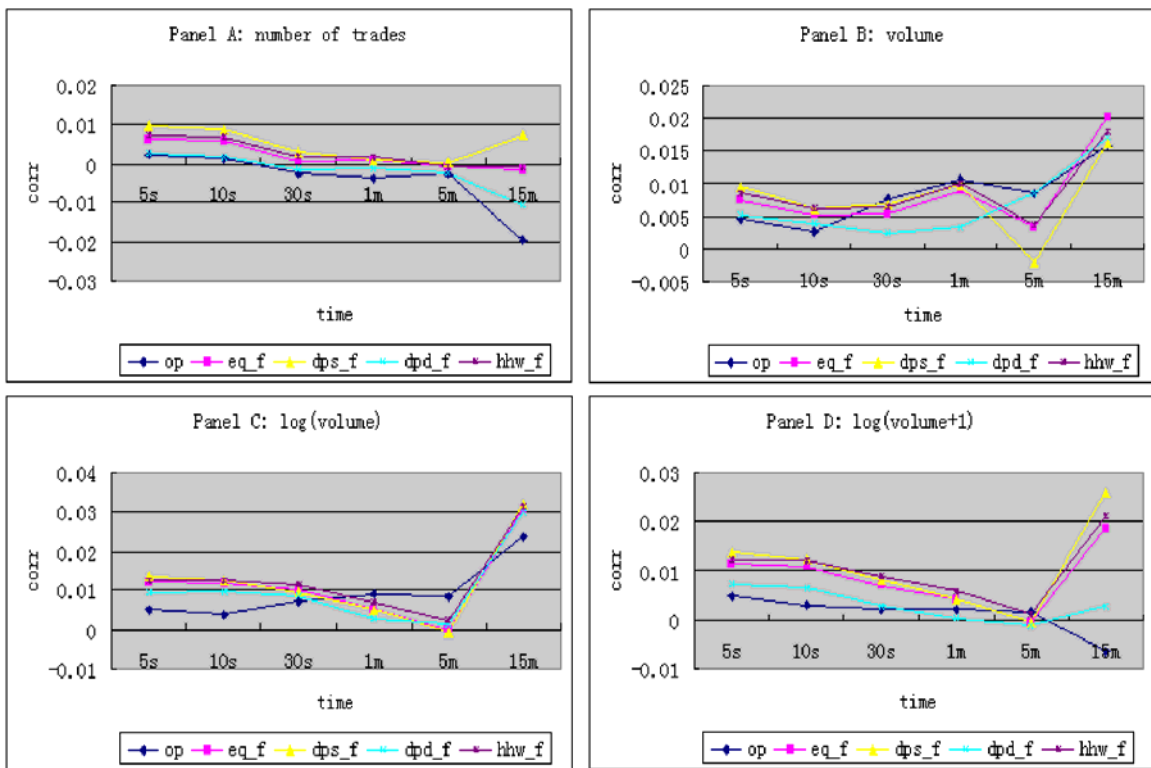 Panel A: number of trades
0.02
0.01
0
-0.01
-0.02
-0.03
corr
5s 10s 30s 1m 5m 15m
time
op eq_f dps_f dpd_f hhw_f
Panel B: volume
0.025
0.02
0.015
0.01
0.005
0
-0.005
corr
5s 10s 30s 1m 5m 15m
time
op eq_f dps_f dpd_f hhw_f
Panel C: log(volume)
0.04
0.03
0.02
0.01
0
-0.01
corr
5s 10s 30s 1m 5m 15m
time
op eq_f dps_f dpd_f hhw_f
Panel D: log(volume+1)
0.03
0.02
0.01
0
-0.01
corr
5s 10s 30s 1m 5m 15m
time
op eq_f dps_f dpd_f hhw_f